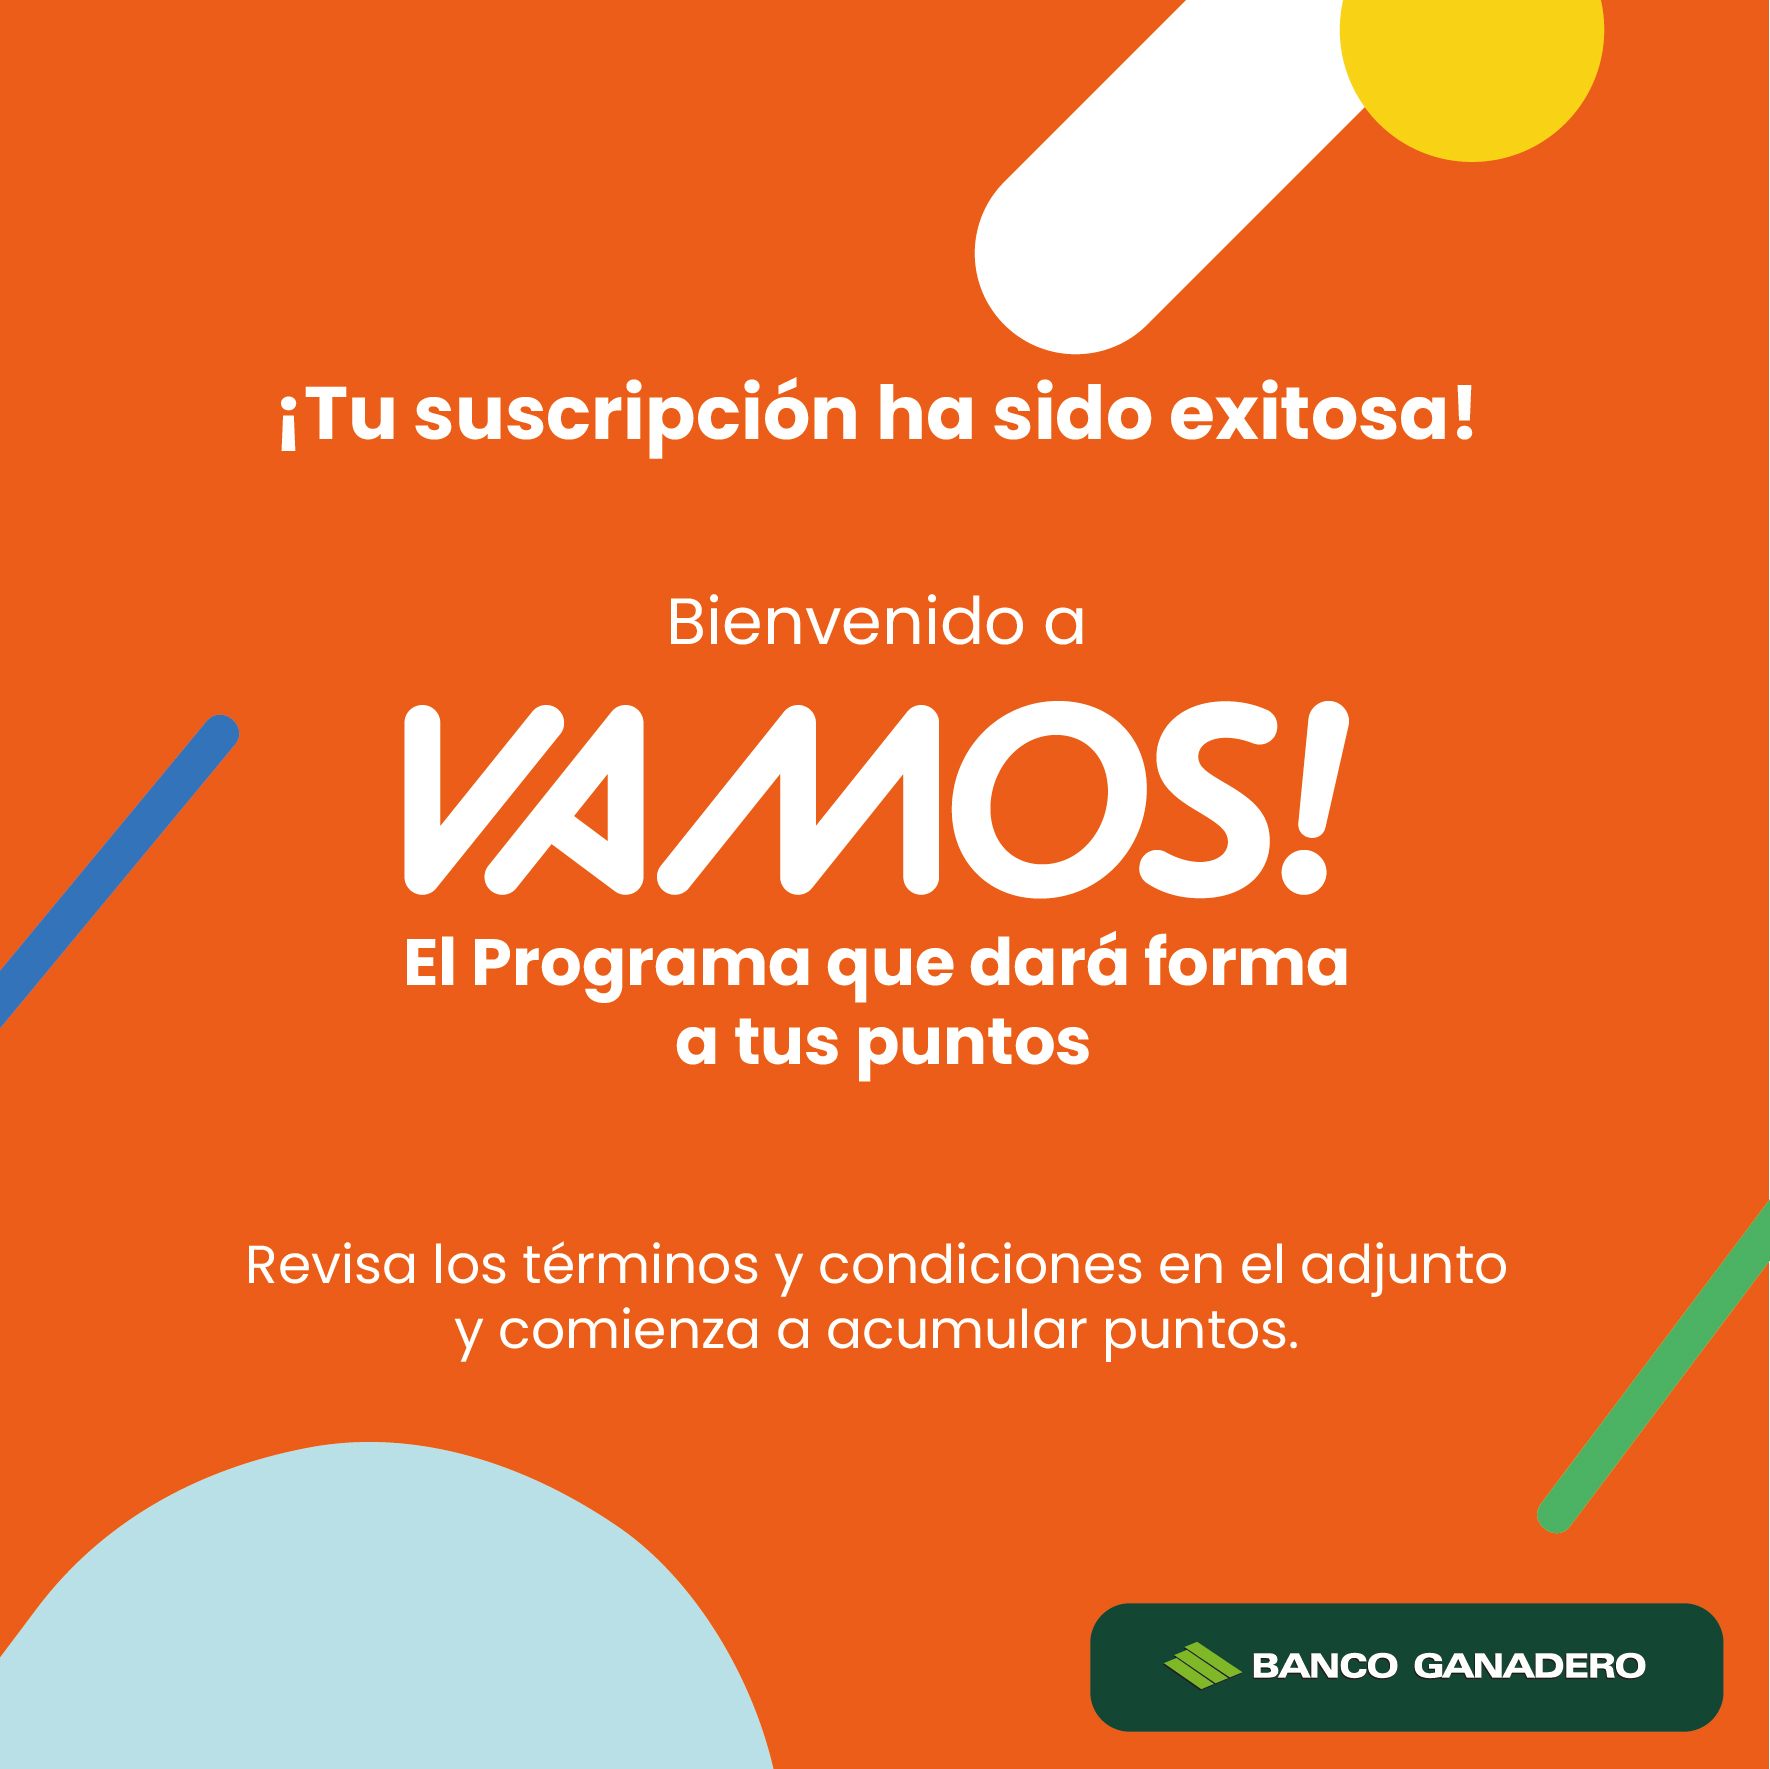 ¡Tu suscripción ha sido exitosa!
Bienvenido a
VAMOS!
El Programa que dará forma
a tus puntos
Revisa los términos y condiciones en el adjunto
y comienza a acumular puntos.
BANCO GANADERO